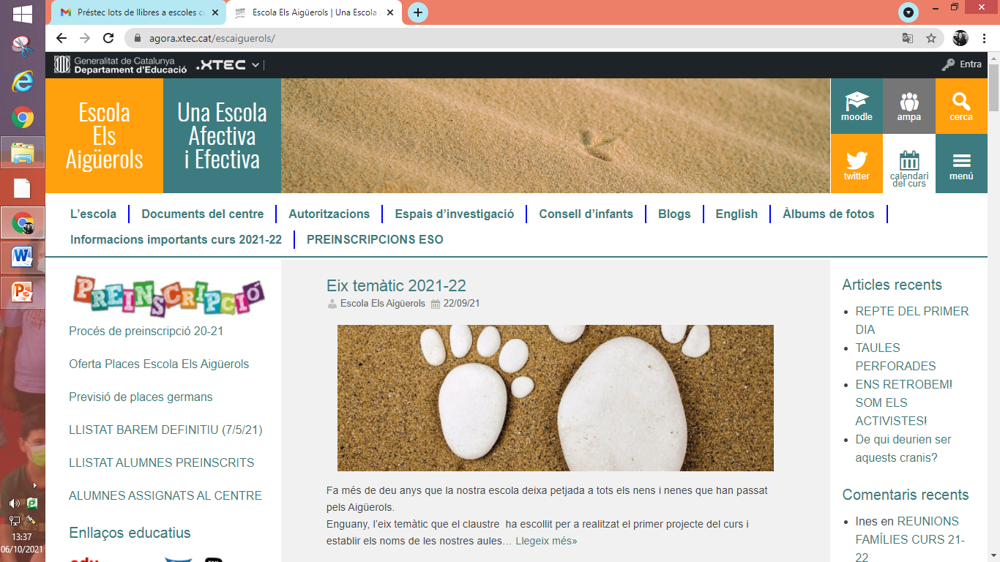 Préstec lots de llibres a escoles cu
Escola Els Aigüerols | Una Escola
agora.xtec.cat/escaiguerols/
Generalitat de Catalunya
Departament d'Educació
.XTEC
Entra
Escola
Els
Aigüerols
Una Escola
Afectiva
i Efectiva
moodle
ampa
cerca
twitter
calendari
del curs
menú
L'escola
Documents del centre
Autoritzacions
Espais d'investigació
Consell d'infants
Blogs
English
Àlbums de fotos
Informacions importants curs 2021-22
PREINSCRIPCIONS ESO
PREINSCRIPCIÓ
Procés de preinscripció 20-21
Oferta Places Escola Els Aigüerols
Previsió de places germans
LLISTAT BAREM DEFINITIU (7/5/21)
LLISTAT ALUMNES PREINSCRITS
ALUMNES ASSIGNATS AL CENTRE
Enllaços educatius
Eix temàtic 2021-22
Escola Els Aigüerols 22/09/21
Fa més de deu anys que la nostra escola deixa petjada a tots els nens i nenes que han passat
pels Aigüerols.
Enguany, l'eix temàtic que el claustre ha escollit per a realitzat el primer projecte del curs i
establir els noms de les nostres aules… Llegeix més»
Articles recents
REPTE DEL PRIMER
DIA
TAULES
PERFORADES
ENS RETROBEM!
SOM ELS
ACTIVISTES!
De qui deurien ser
aquests cranis?
Comentaris recents
Ines en REUNIONS
FAMÍLIES CURS 21-
22
13:37
06/10/2021